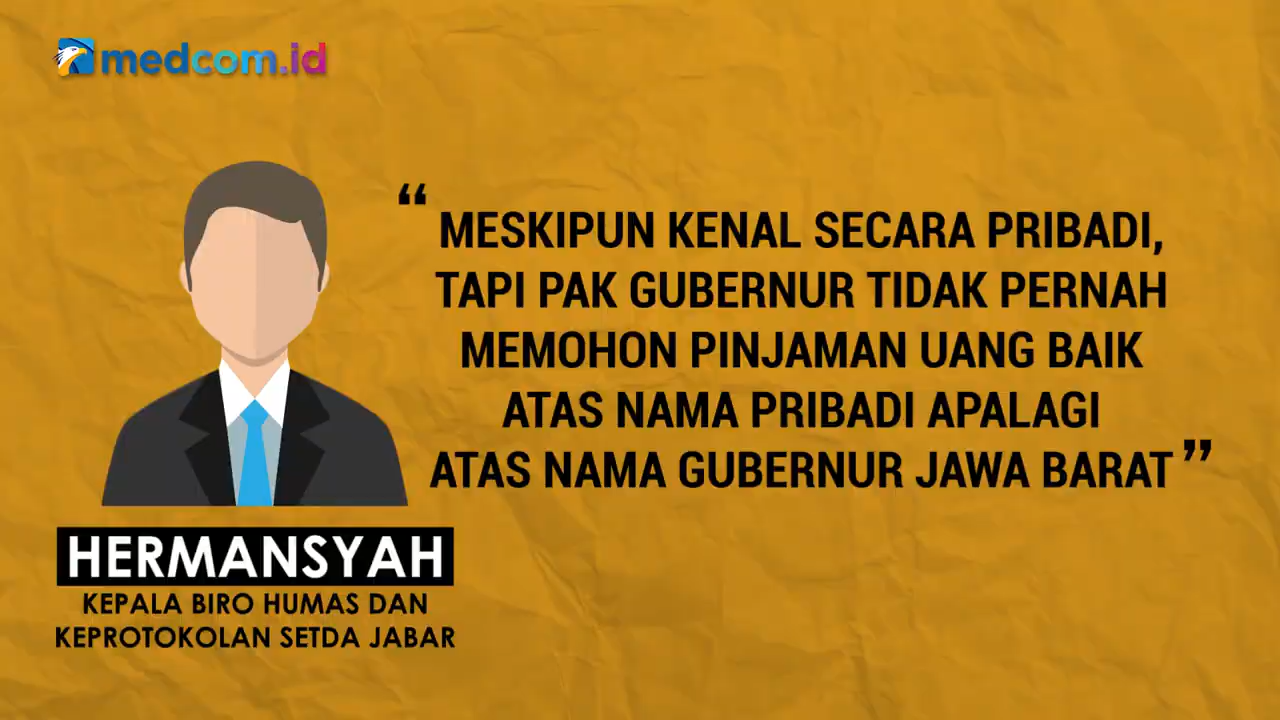 medcom.id
“ MESKIPUN KENAL SECARA PRIBADI,
TAPI PAK GUBERNUR TIDAK PERNAH
MEMOHON PINJAMAN UANG BAIK
ATAS NAMA PRIBADI APALAGI
ATAS NAMA GUBERNUR JAWA BARAT ”
HERMANSYAH
KEPALA BIRO HUMAS DAN
KEPROTOKOLAN SETDA JABAR